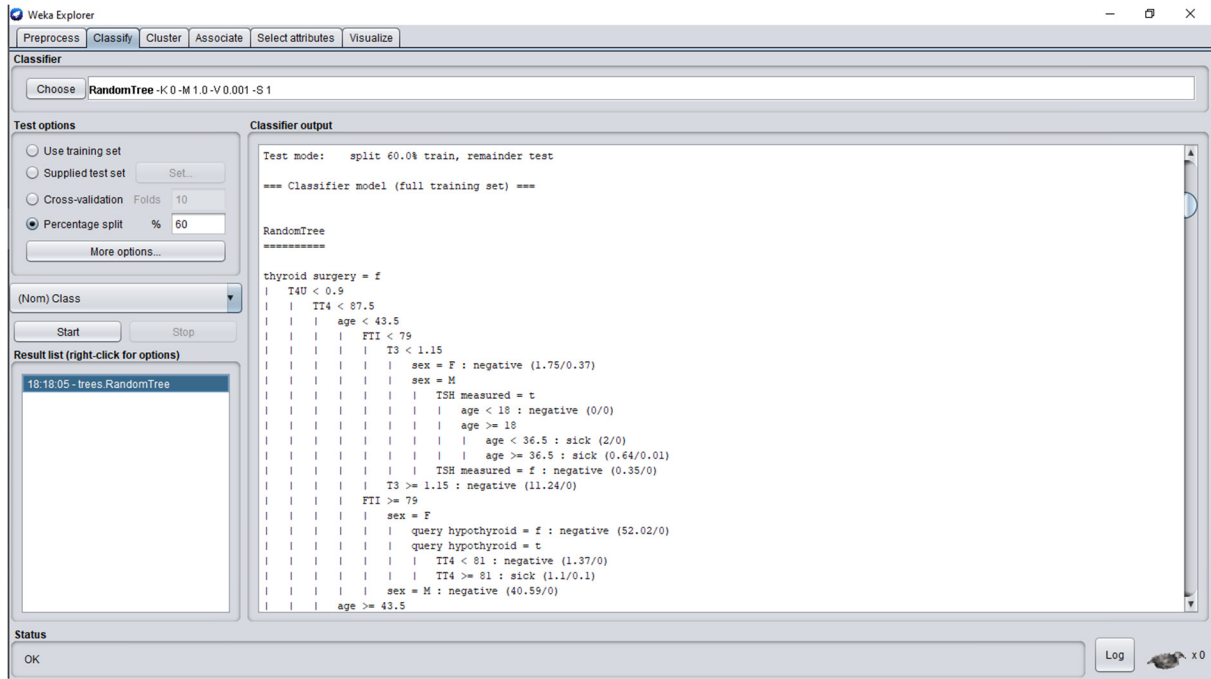 Weka Explorer
Preprocess Classify Cluster Associate Select attributes Visualize
Classifier
Choose RandomTree -K 0 -M 1.0 -V 0.001 -S 1
Test options
Use training set
Supplied test set Set...
Cross-validation Folds 10
Percentage split % 60
More options...
(Nom) Class
Start Stop
Result list (right-click for options)
18:18:05 - trees.RandomTree
Classifier output
Test mode:    split 60.0% train, remainder test
=== Classifier model (full training set) ===
RandomTree
==========
thyroid surgery = f
|   T4U < 0.9
|   |   TT4 < 87.5
|   |   |   age < 43.5
|   |   |   |   FTI < 79
|   |   |   |   |   T3 < 1.15
|   |   |   |   |   |   sex = F : negative (1.75/0.37)
|   |   |   |   |   |   sex = M
|   |   |   |   |   |   |   TSH measured = t
|   |   |   |   |   |   |   |   age < 18 : negative (0/0)
|   |   |   |   |   |   |   |   age >= 18
|   |   |   |   |   |   |   |   |   age < 36.5 : sick (2/0)
|   |   |   |   |   |   |   |   |   age >= 36.5 : sick (0.64/0.01)
|   |   |   |   |   |   |   TSH measured = f : negative (0.35/0)
|   |   |   |   |   T3 >= 1.15 : negative (11.24/0)
|   |   |   |   FTI >= 79
|   |   |   |   |   sex = F
|   |   |   |   |   |   query hypothyroid = f : negative (52.02/0)
|   |   |   |   |   |   query hypothyroid = t
|   |   |   |   |   |   |   TT4 < 81 : negative (1.37/0)
|   |   |   |   |   |   |   TT4 >= 81 : sick (1.1/0.1)
|   |   |   |   |   sex = M : negative (40.59/0)
|   |   |   age >= 43.5
Status
OK
Log x 0